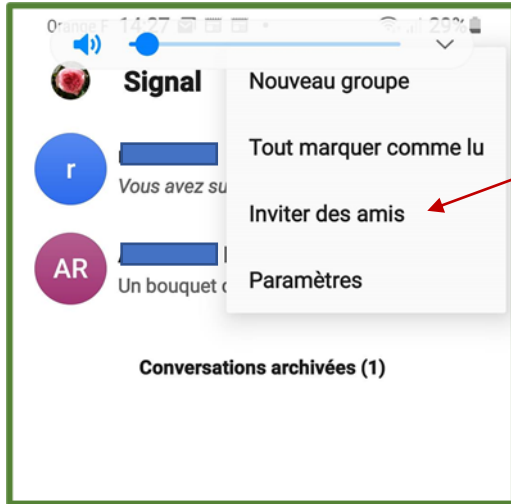 Orange F 14:27 29%
Signal
Nouveau groupe
r
Tout marquer comme lu
Vous avez su
Inviter des amis
AR
Un bouquet
Paramètres
Conversations archivées (1)